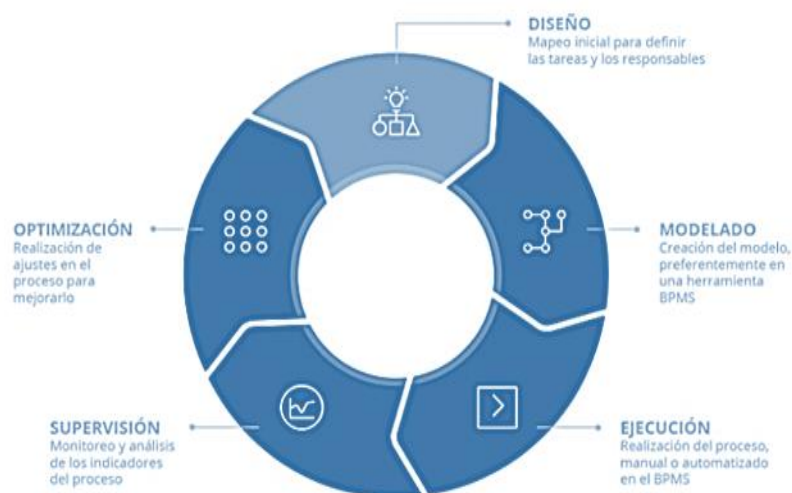 DISEÑO
Mapeo inicial para definir
las tareas y los responsables
MODELADO
Creación del modelo,
preferentemente en
una herramienta
BPMS
EJECUCIÓN
Realización del proceso,
manual o automatizado
en el BPMS
SUPERVISIÓN
Monitoreo y análisis
de los indicadores
del proceso
OPTIMIZACIÓN
Realización de
ajustes en el
proceso para
mejorarlo